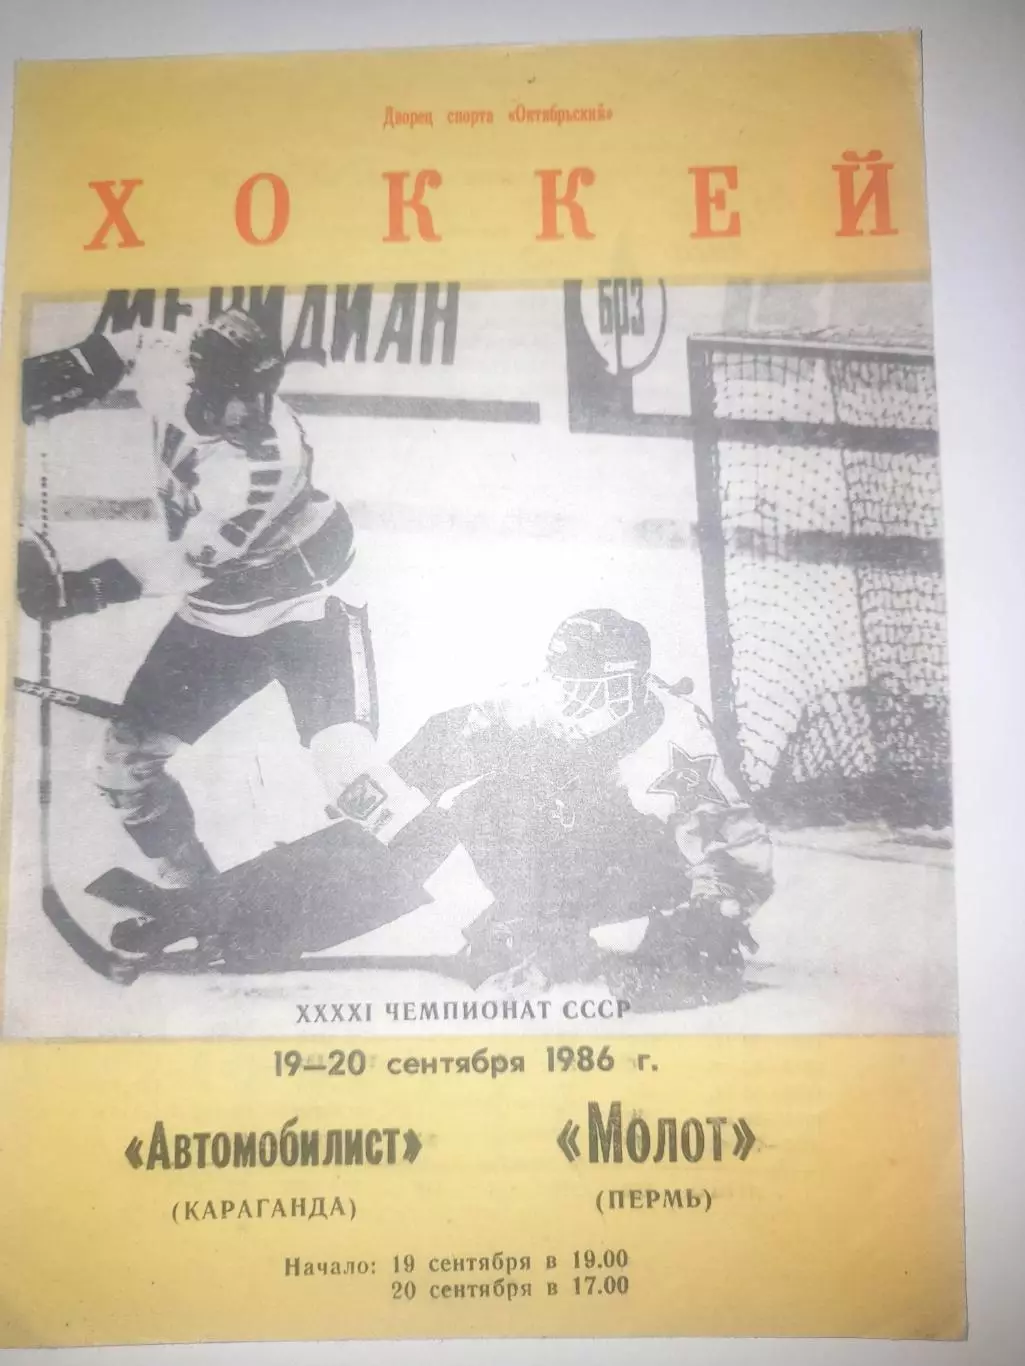 Дворец спорта «Октябрьский»
ХОККЕЙ
МЕРИДИАН
БРЗ
XXXXI ЧЕМПИОНАТ СССР
19—20 сентября 1986 г.
«Автомобилист» «Молот»
(КАРАГАНДА) (ПЕРМЬ)
Начало: 19 сентября в 19.00
20 сентября в 17.00